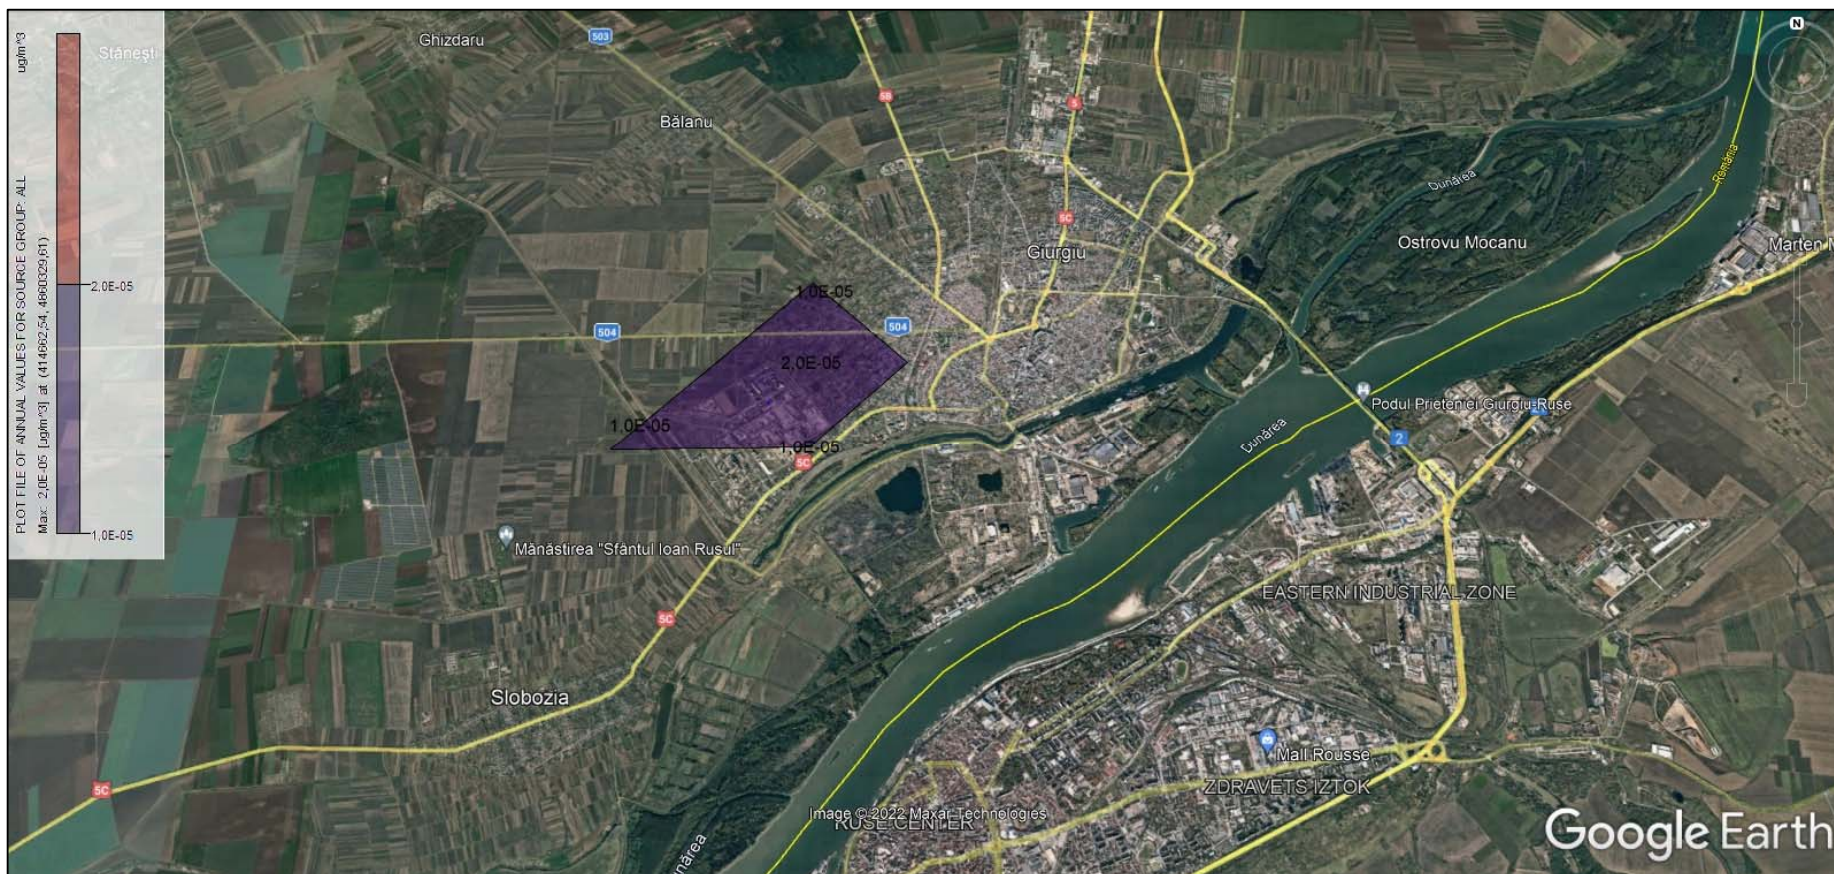 ug/m^3
PLOT FILE OF ANNUAL VALUES FOR SOURCE GROUP: ALL
Max: 2,0E-05 [ug/m^3] at (414662,54, 4860329,61)
2,0E-05
1,0E-05
Stănești
Ghizdaru
503
5B
5
Bălanu
Dunărea
România
5C
Giurgiu
Ostrovu Mocanu
Marten M
1,0E-05
504
504
2,0E-05
1,0E-05
1,0E-05
5C
Podul Prieteniei Giurgiu-Ruse
2
Dunărea
Mănăstirea "Sfântul Ioan Rusul"
5C
EASTERN INDUSTRIAL ZONE
Slobozia
Mall Rousse
ZDRAVETS IZTOK
5C
Image © 2022 Maxar Technologies
RUSE CENTER
unărea
Google Earth
N